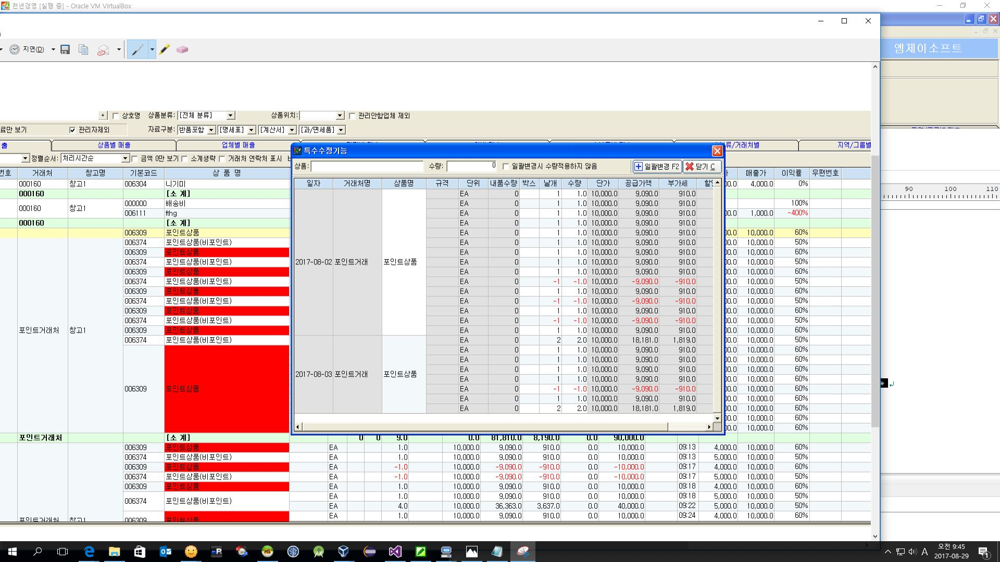 천년경영 [실행 중] - Oracle VM VirtualBox
지연(D)
엠제이소프트
+ 상호명 상품분류: [전체 분류] 상품위치: 관리안함업체 제외
료만 보기 관리자제외 자료구분: 반품포함 [명세표] [계산서] [과/면세품]
출 상품별 매출 업체별 매출 류/거래처별 지역/그룹별
정렬순서: 처리시간순 금액 0만 보기 소계생략 거래처 연락처 표시
번호 거래처 창고명 기본코드 상 품 명 매출가 이익률 우편번호
000160 창고1 006304 니기미 00.0 4,000.0 0%
000160 [소 계]
000160 창고1 000000 배송비 100%
006111 fthg 00.0 1,000.0 -400%
000160 [소 계]
006309 포인트상품 00.0 10,000.0 60%
006374 포인트상품(비포인트) 00.0 10,000.0 50%
006309 포인트상품 00.0 10,000.0 60%
006374 포인트상품(비포인트) 00.0 10,000.0 50%
006309 포인트상품 00.0 10,000.0 60%
006374 포인트상품(비포인트) 00.0 10,000.0 50%
006309 포인트상품 00.0 10,000.0 60%
006374 포인트상품(비포인트) 00.0 10,000.0 50%
006309 포인트상품 00.0 10,000.0 60%
006374 포인트상품(비포인트) 00.0 10,000.0 50%
포인트거래처 창고1 006309 포인트상품 00.0 10,000.0 60%
006374 포인트상품(비포인트) 00.0 10,000.0 50%
00.0 10,000.0 60%
00.0 10,000.0 60%
00.0 10,000.0 60%
00.0 10,000.0 60%
006309 포인트상품 00.0 10,000.0 60%
00.0 10,000.0 60%
00.0 10,000.0 60%
00.0 10,000.0 60%
00.0 10,000.0 60%
특수수정기능
상품: 수량: 0 일괄변경시 수량적용하지 않음 일괄변경 F2 닫기 C
일자 거래처명 상품명 규격 단위 내품수량 박스 낱개 수량 단가 공급가액 부가세 할인
EA 0 1 1.0 10,000.0 9,090.0 910.0
EA 0 1 1.0 10,000.0 9,090.0 910.0
EA 0 1 1.0 10,000.0 9,090.0 910.0
EA 0 1 1.0 10,000.0 9,090.0 910.0
EA 0 1 1.0 10,000.0 9,090.0 910.0
EA 0 1 1.0 10,000.0 9,090.0 910.0
EA 0 1 1.0 10,000.0 9,090.0 910.0
2017-08-02 포인트거래 포인트상품 EA 0 1 1.0 10,000.0 9,090.0 910.0
EA 0 1 1.0 10,000.0 9,090.0 910.0
EA 0 -1 -1.0 10,000.0 -9,090.0 -910.0
EA 0 1 1.0 10,000.0 9,090.0 910.0
EA 0 -1 -1.0 10,000.0 -9,090.0 -910.0
EA 0 1 1.0 10,000.0 9,090.0 910.0
EA 0 -1 -1.0 10,000.0 -9,090.0 -910.0
EA 0 1 1.0 10,000.0 9,090.0 910.0
EA 0 2 2.0 10,000.0 18,181.0 1,819.0
EA 0 1 1.0 10,000.0 9,090.0 910.0
EA 0 1 1.0 10,000.0 9,090.0 910.0
EA 0 1 1.0 10,000.0 9,090.0 910.0
2017-08-03 포인트거래 포인트상품 EA 0 1 1.0 10,000.0 9,090.0 910.0
EA 0 -1 -1.0 10,000.0 -9,090.0 -910.0
EA 0 1 1.0 10,000.0 9,090.0 910.0
EA 0 2 2.0 10,000.0 18,181.0 1,819.0
포인트거래처 [소 계] 0 0 9.0 0.0 81,810.0 8,190.0 0.0 90,000.0
006309 포인트상품 EA 1.0 10,000.0 9,090.0 910.0 0.0 10,000.0 09:13 4,000.0 10,000.0 60%
006374 포인트상품(비포인트) EA 1.0 10,000.0 9,090.0 910.0 0.0 10,000.0 09:13 5,000.0 10,000.0 50%
006309 포인트상품 EA -1.0 10,000.0 -9,090.0 -910.0 0.0 -10,000.0 09:17 4,000.0 10,000.0 60%
006374 포인트상품(비포인트) EA -1.0 10,000.0 -9,090.0 -910.0 0.0 -10,000.0 09:17 5,000.0 10,000.0 50%
006309 포인트상품 EA 1.0 10,000.0 9,090.0 910.0 0.0 10,000.0 09:18 4,000.0 10,000.0 60%
006374 포인트상품(비포인트) EA 1.0 10,000.0 9,090.0 910.0 0.0 10,000.0 09:18 5,000.0 10,000.0 50%
EA 4.0 10,000.0 36,363.0 3,637.0 0.0 40,000.0 09:22 5,000.0 10,000.0 50%
포인트거래처 창고1 006309 포인트상품 EA 1.0 10,000.0 9,090.0 910.0 0.0 10,000.0 09:24 4,000.0 10,000.0 60%
90 100 110
A 오전 9:45
2017-08-29
1